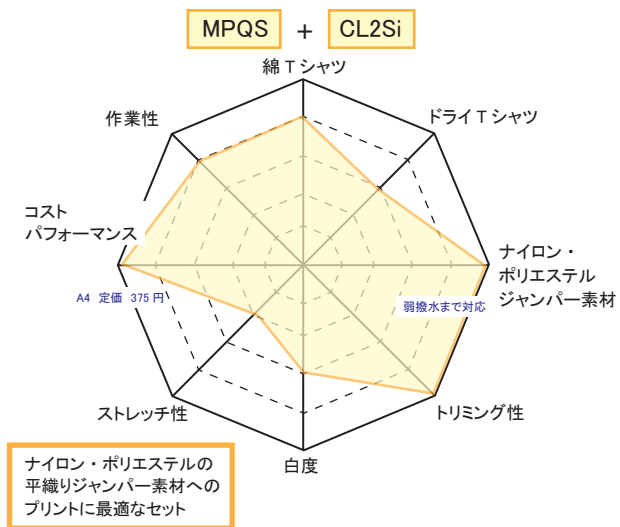 MPQS + CL2Si
綿Tシャツ
作業性
ドライTシャツ
コスト
パフォーマンス
ナイロン・
ポリエステル
ジャンパー素材
A4 定価 375円
弱撥水まで対応
ストレッチ性
トリミング性
白度
ナイロン・ポリエステルの
平織りジャンパー素材への
プリントに最適なセット